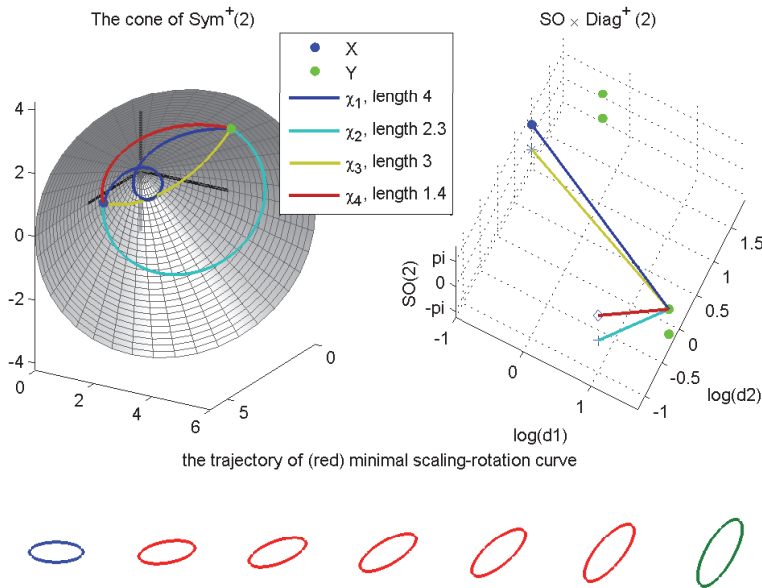 The cone of Sym⁺(2)
SO × Diag⁺ (2)
X
Y
χ₁, length 4
χ₂, length 2.3
χ₃, length 3
χ₄, length 1.4
4
2
0
-2
-4
0
2
4
6
5
0
SO(2)
pi
0
-pi
-1
0
1
log(d1)
1.5
1
0.5
0
-0.5
-1
log(d2)
the trajectory of (red) minimal scaling-rotation curve